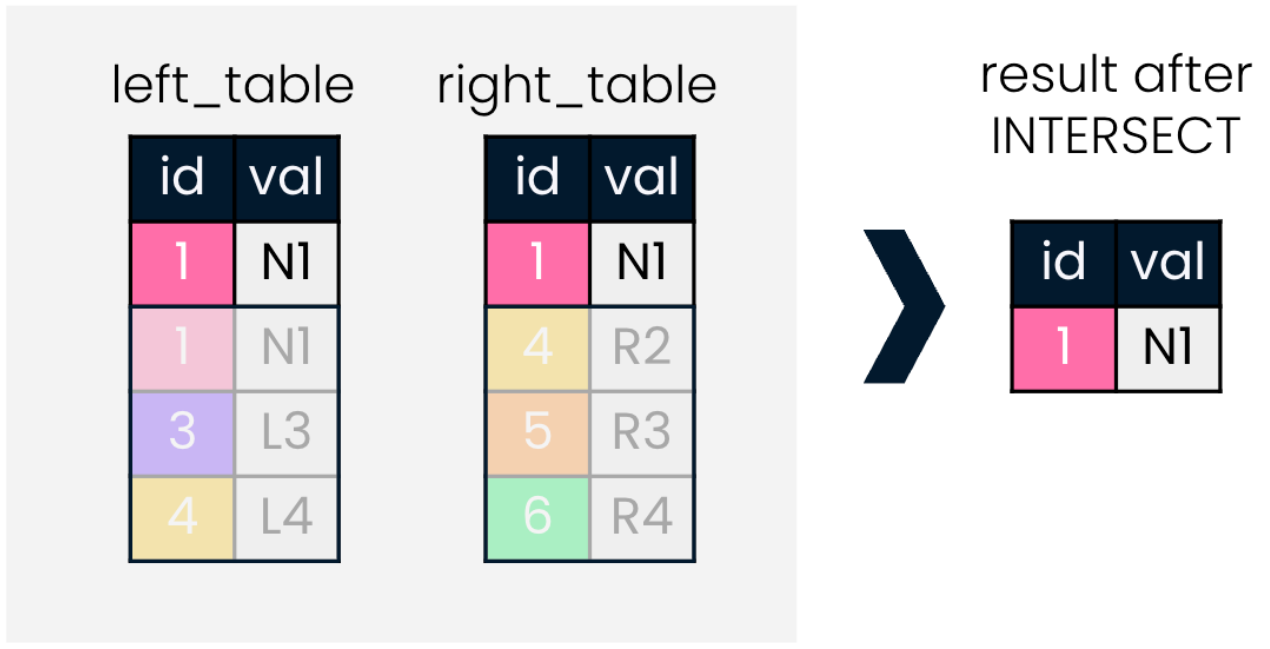 left_table right_table
id val id val
1 N1 1 N1
1 N1 4 R2
3 L3 5 R3
4 L4 6 R4
result after
INTERSECT
id val
1 N1